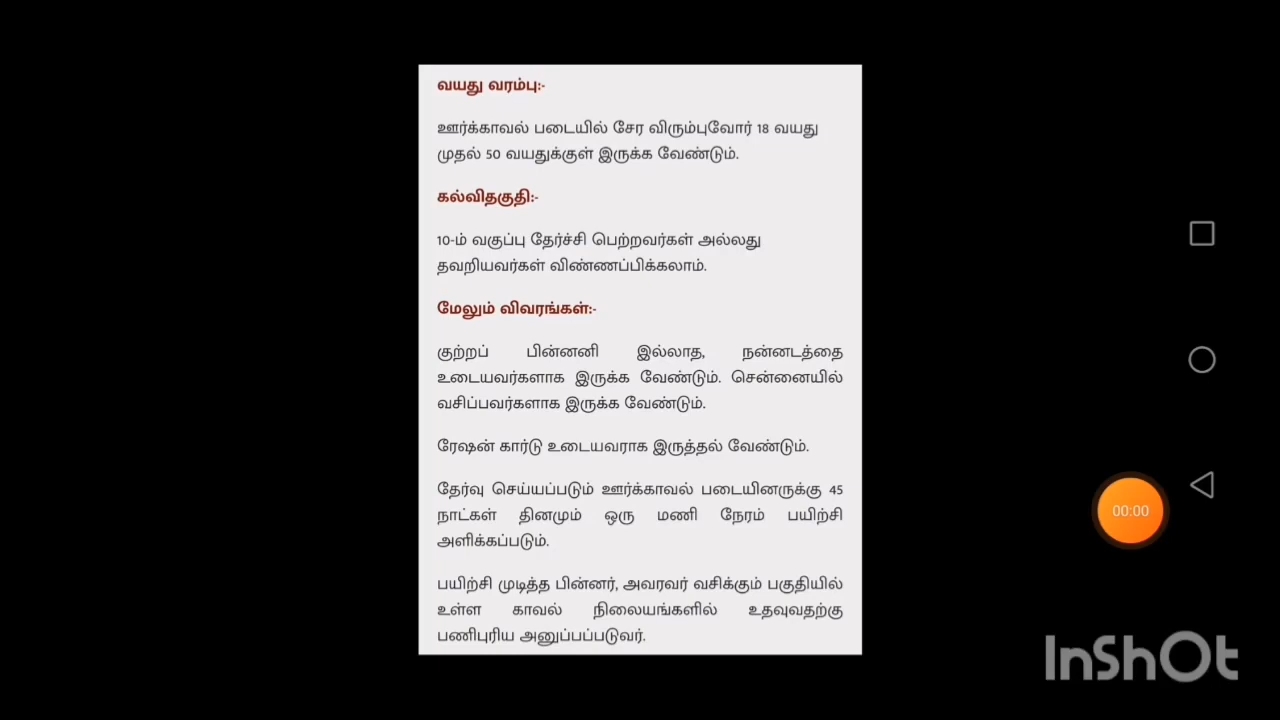 வயது வரம்பு:-
ஊர்க்காவல் படையில் சேர விரும்புவோர் 18 வயது
முதல் 50 வயதுக்குள் இருக்க வேண்டும்.
கல்விதகுதி:-
10-ம் வகுப்பு தேர்ச்சி பெற்றவர்கள் அல்லது
தவறியவர்கள் விண்ணப்பிக்கலாம்.
மேலும் விவரங்கள்:-
குற்றப் பின்னனி இல்லாத, நன்னடத்தை
உடையவர்களாக இருக்க வேண்டும். சென்னையில்
வசிப்பவர்களாக இருக்க வேண்டும்.
ரேஷன் கார்டு உடையவராக இருத்தல் வேண்டும்.
தேர்வு செய்யப்படும் ஊர்க்காவல் படையினருக்கு 45
நாட்கள் தினமும் ஒரு மணி நேரம் பயிற்சி
அளிக்கப்படும்.
பயிற்சி முடித்த பின்னர், அவரவர் வசிக்கும் பகுதியில்
உள்ள காவல் நிலையங்களில் உதவுவதற்கு
பணிபுரிய அனுப்பப்படுவர்.
00:00
InShOt